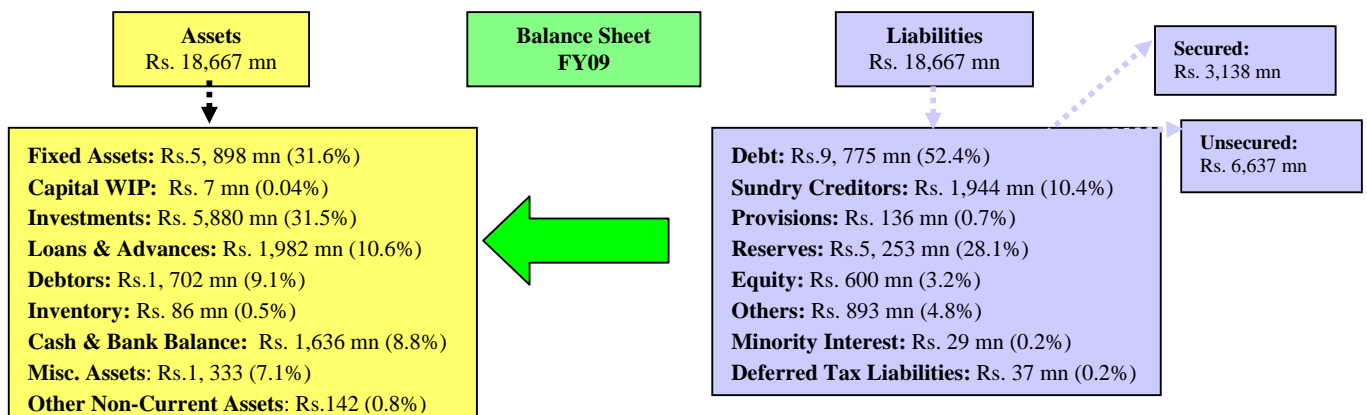 Assets
Rs. 18,667 mn
Balance Sheet
FY09
Liabilities
Rs. 18,667 mn
Secured:
Rs. 3,138 mn
Unsecured:
Rs. 6,637 mn
Fixed Assets: Rs.5, 898 mn (31.6%)
Capital WIP: Rs. 7 mn (0.04%)
Investments: Rs. 5,880 mn (31.5%)
Loans & Advances: Rs. 1,982 mn (10.6%)
Debtors: Rs.1, 702 mn (9.1%)
Inventory: Rs. 86 mn (0.5%)
Cash & Bank Balance: Rs. 1,636 mn (8.8%)
Misc. Assets: Rs.1, 333 mn (7.1%)
Other Non-Current Assets: Rs.142 (0.8%)
Debt: Rs.9, 775 mn (52.4%)
Sundry Creditors: Rs. 1,944 mn (10.4%)
Provisions: Rs. 136 mn (0.7%)
Reserves: Rs.5, 253 mn (28.1%)
Equity: Rs. 600 mn (3.2%)
Others: Rs. 893 mn (4.8%)
Minority Interest: Rs. 29 mn (0.2%)
Deferred Tax Liabilities: Rs. 37 mn (0.2%)